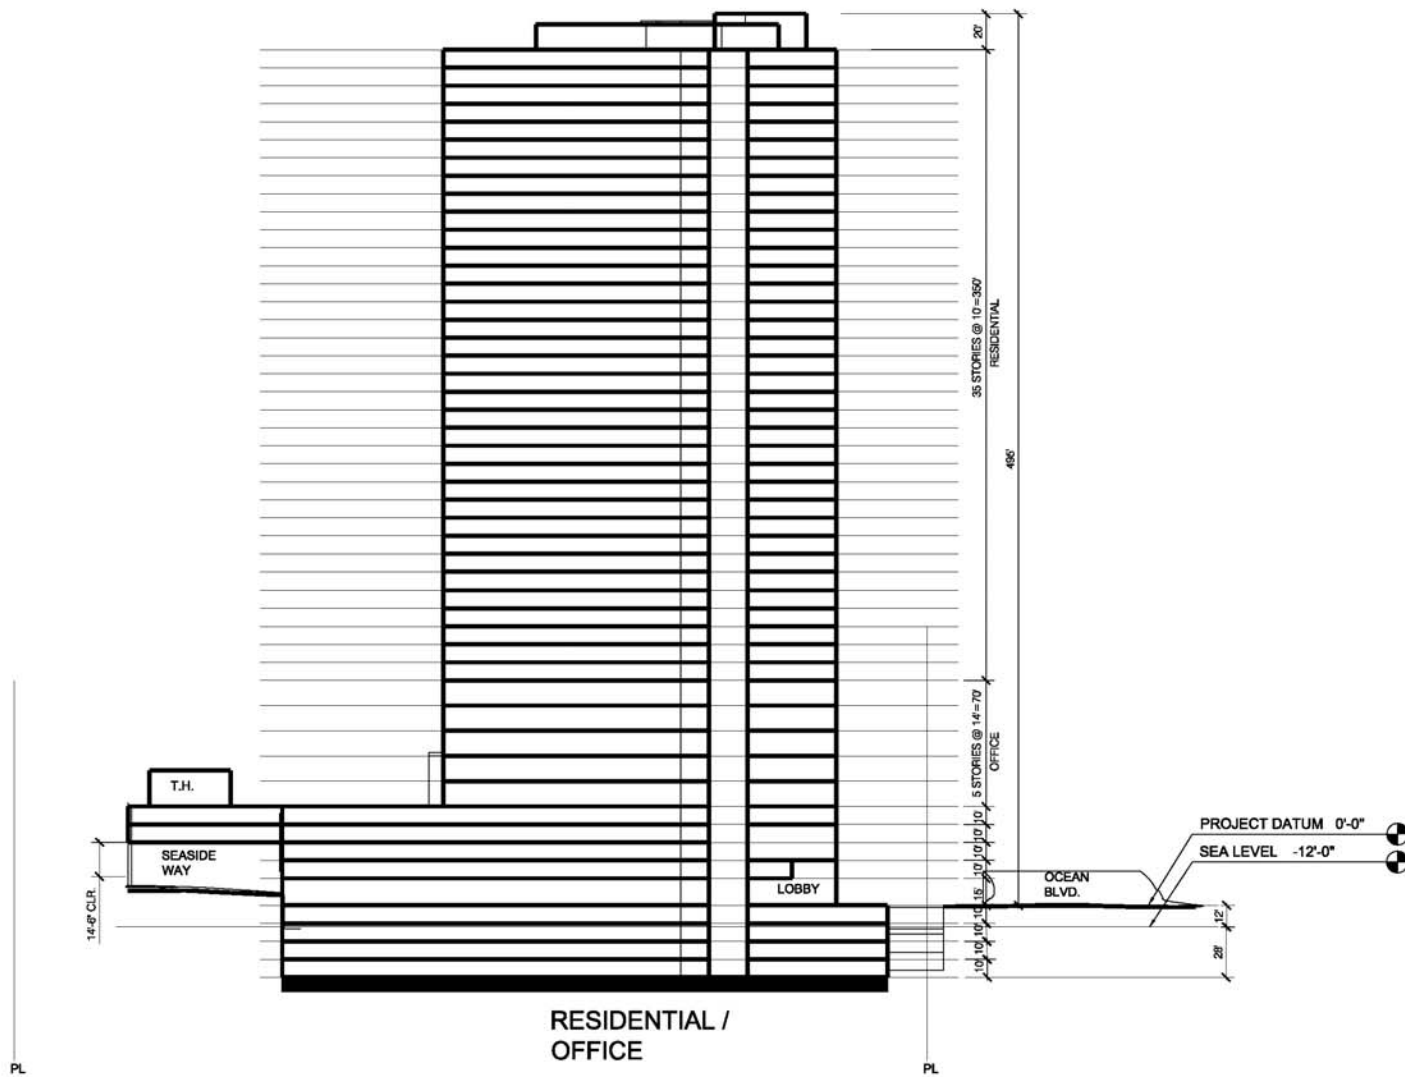 20'
35 STORIES @ 10'=350'
RESIDENTIAL
495'
5 STORIES @ 14'=70'
OFFICE
T.H.
10'
10'
10'
10'
15'
10'
10'
10'
10'
PROJECT DATUM 0'-0"
SEA LEVEL -12'-0"
SEASIDE
WAY
LOBBY
OCEAN
BLVD.
14'-6" CLR.
12'
28'
RESIDENTIAL /
OFFICE
PL
PL